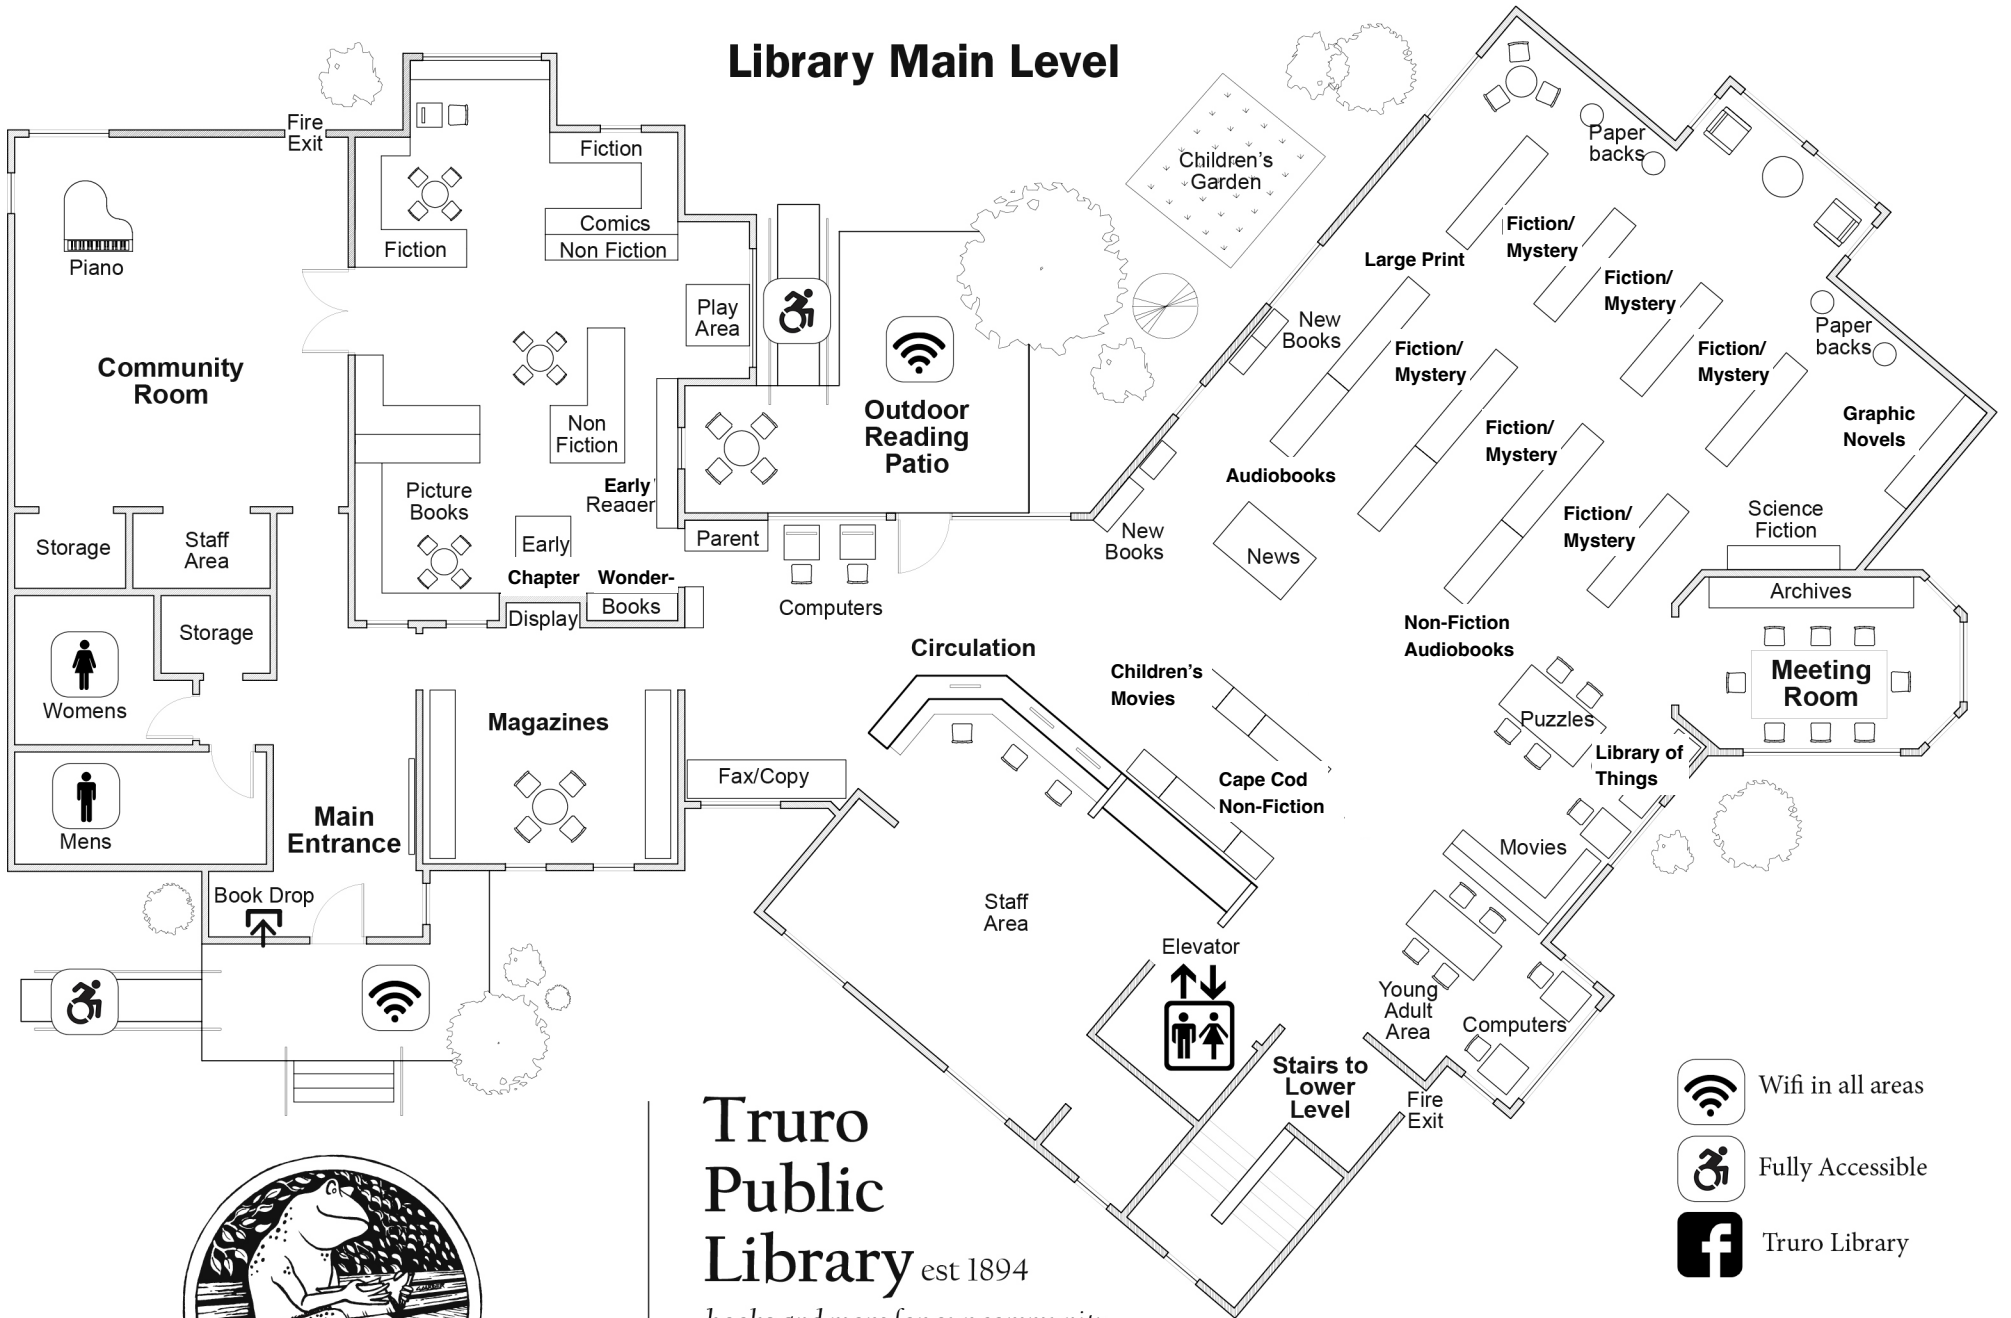 Library Main Level
Fire
Exit
Fiction
Comics
Non Fiction
Fiction
Piano
Play
Area
Community
Room
Non
Fiction
Picture
Books
Early
Reader
Early
Chapter
Wonder-
Books
Display
Parent
Storage
Staff
Area
Storage
Womens
Mens
Main
Entrance
Book Drop
Magazines
Fax/Copy
Computers
Outdoor
Reading
Patio
Children's
Garden
Paper
backs
Large Print
Fiction/
Mystery
Fiction/
Mystery
New
Books
Fiction/
Mystery
Fiction/
Mystery
Paper
backs
Graphic
Novels
Fiction/
Mystery
Audiobooks
New
Books
News
Fiction/
Mystery
Science
Fiction
Archives
Non-Fiction
Audiobooks
Meeting
Room
Circulation
Children's
Movies
Puzzles
Library of
Things
Cape Cod
Non-Fiction
Movies
Staff
Area
Elevator
Young
Adult
Area
Computers
Stairs to
Lower
Level
Fire
Exit
Wifi in all areas
Fully Accessible
Truro Library
Truro
Public
Library est 1894